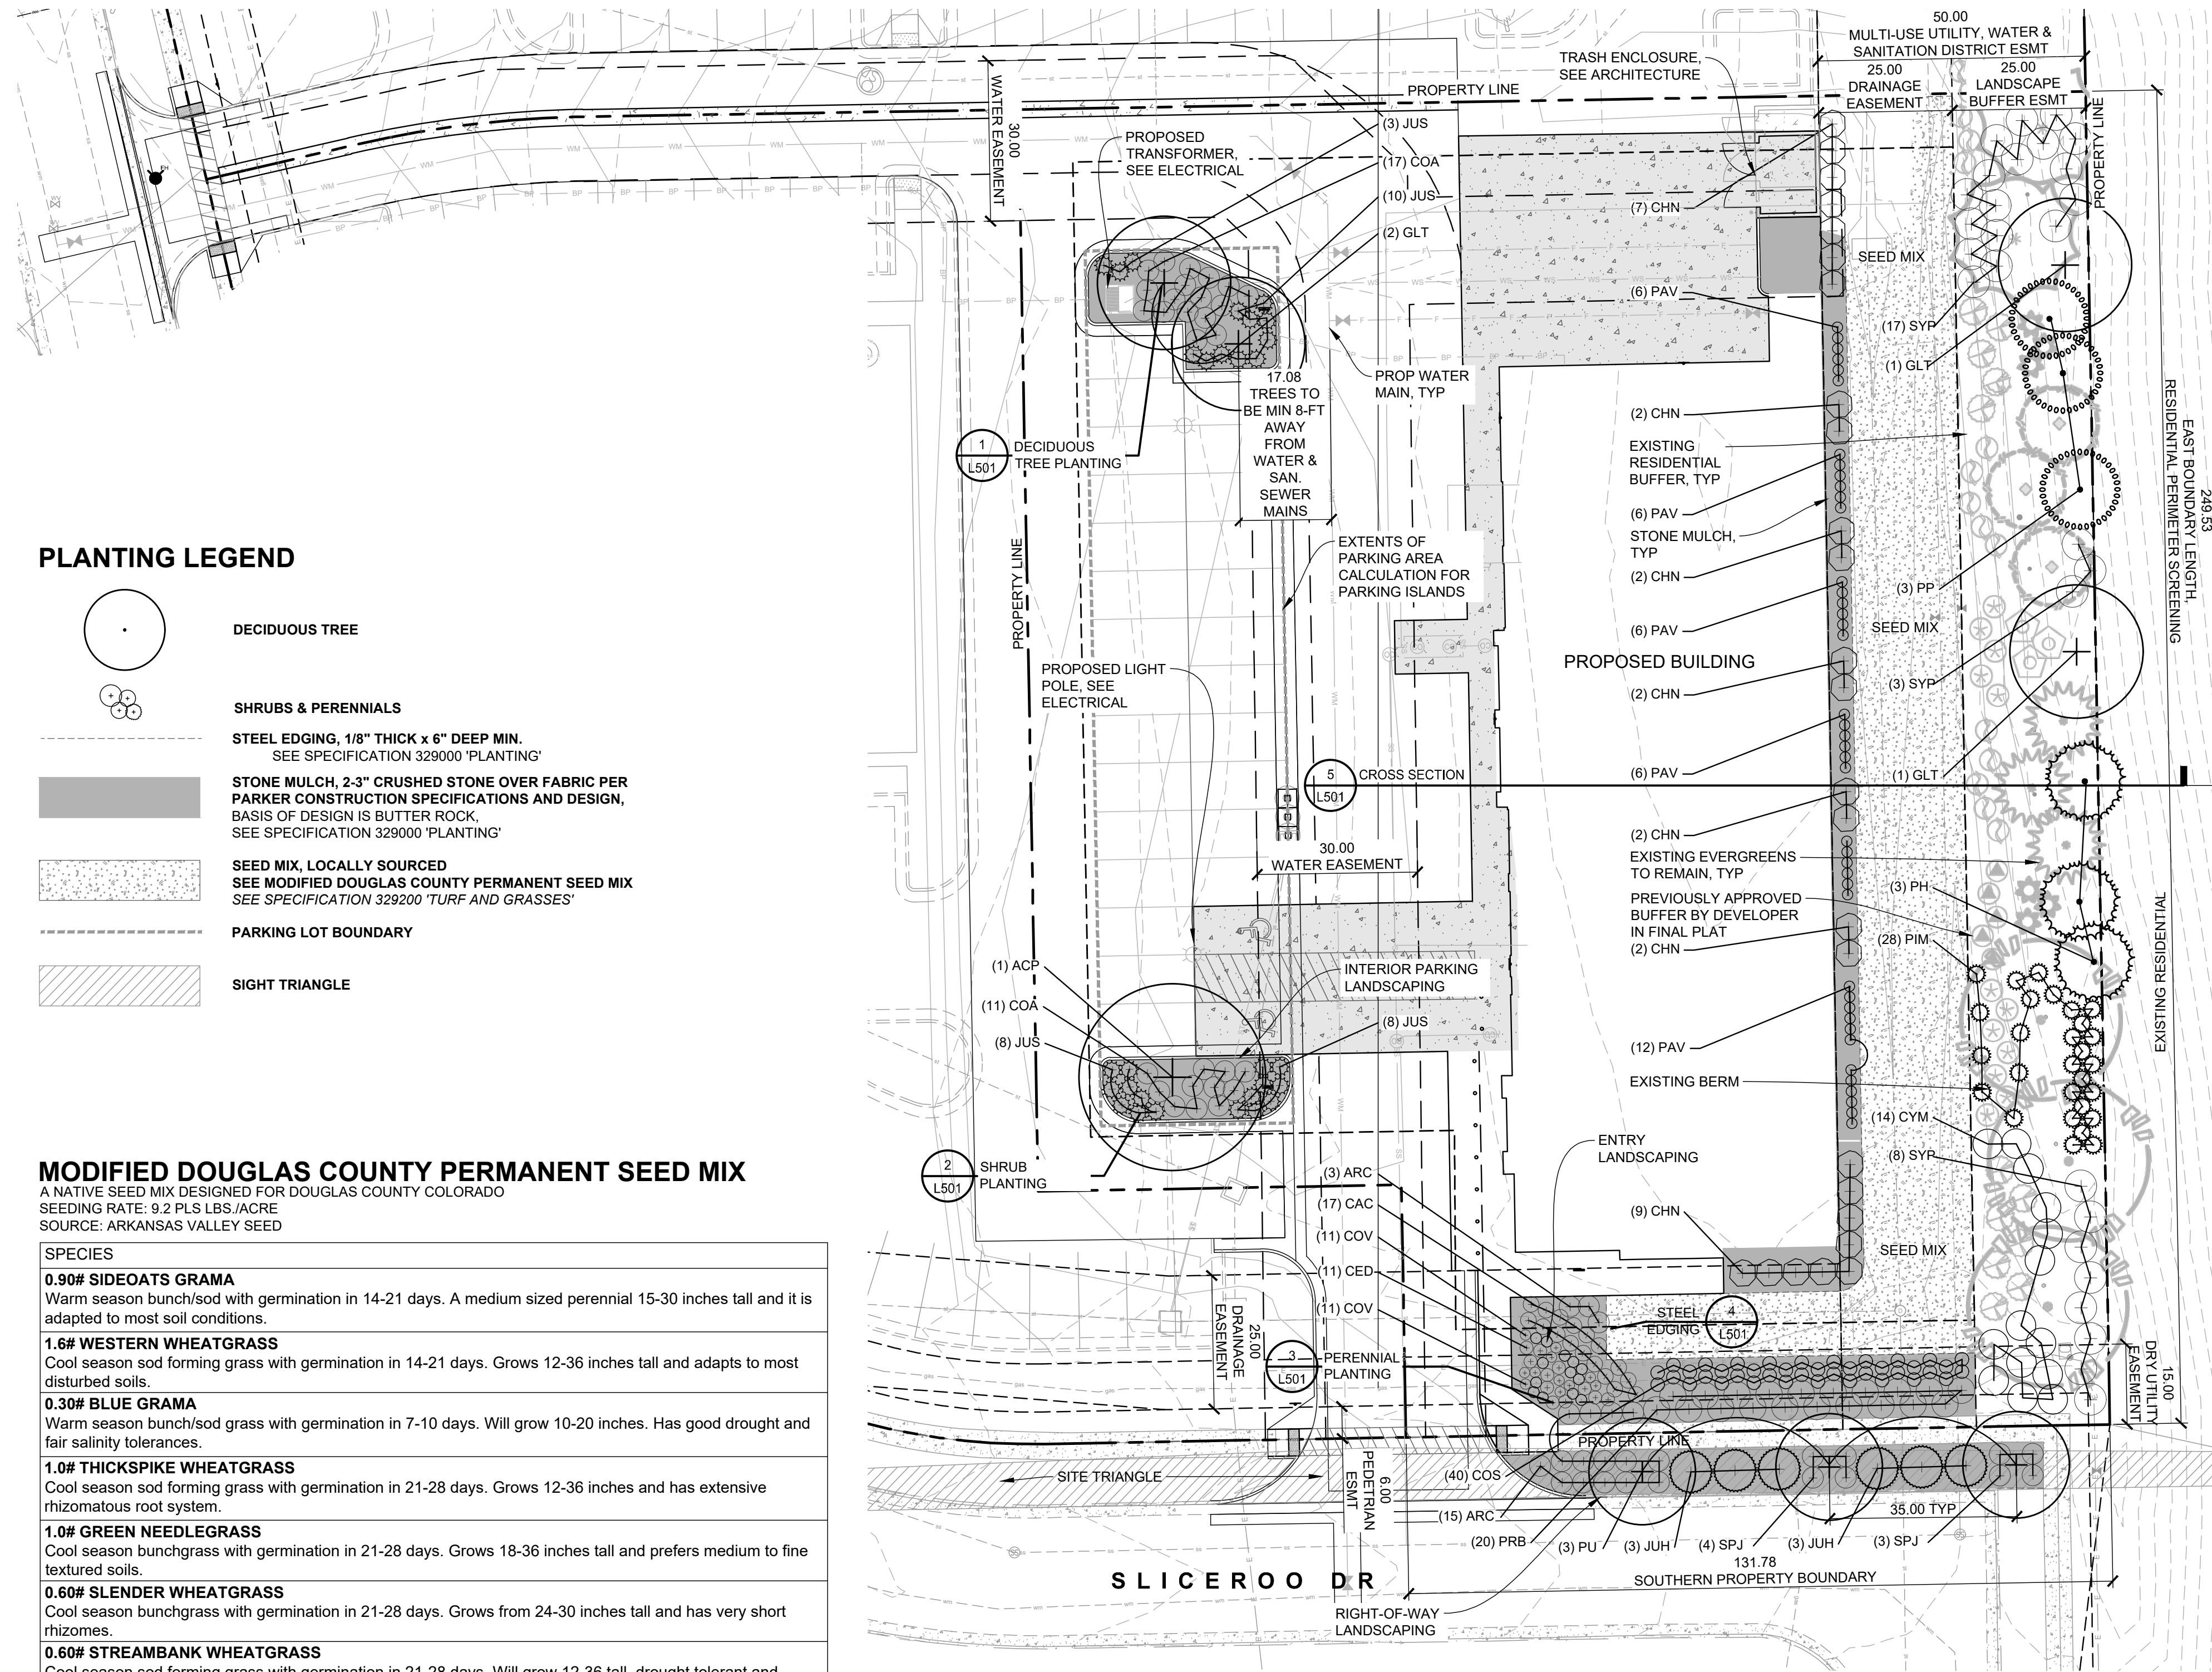 50.00
MULTI-USE UTILITY, WATER &
SANITATION DISTRICT ESMT
25.00
DRAINAGE
EASEMENT
25.00
LANDSCAPE
BUFFER ESMT
TRASH ENCLOSURE,
SEE ARCHITECTURE
PROPERTY LINE
PROPERTY LINE
30.00
WATER EASEMENT
PROPOSED
TRANSFORMER,
SEE ELECTRICAL
(3) JUS
(17) COA
(10) JUS
(2) GLT
(7) CHN
SEED MIX
(6) PAV
(17) SYP
(1) GLT
PROP WATER
MAIN, TYP
17.08
TREES TO
BE MIN 8-FT
AWAY
FROM
WATER &
SAN.
SEWER
MAINS
(2) CHN
EXISTING
RESIDENTIAL
BUFFER, TYP
1
L501
DECIDUOUS
TREE PLANTING
(6) PAV
STONE MULCH,
TYP
(2) CHN
249.53
EAST BOUNDARY LENGTH,
RESIDENTIAL PERIMETER SCREENING
EXTENTS OF
PARKING AREA
CALCULATION FOR
PARKING ISLANDS
PROPERTY LINE
(3) PP
(6) PAV
SEED MIX
PROPOSED BUILDING
PROPOSED LIGHT
POLE, SEE
ELECTRICAL
(2) CHN
(3) SYP
5
L501
CROSS SECTION
(6) PAV
(1) GLT
(2) CHN
30.00
WATER EASEMENT
EXISTING EVERGREENS
TO REMAIN, TYP
(3) PH
PREVIOUSLY APPROVED
BUFFER BY DEVELOPER
IN FINAL PLAT
(2) CHN
(28) PIM
EXISTING RESIDENTIAL
(1) ACP
INTERIOR PARKING
LANDSCAPING
(11) COA
(8) JUS
(8) JUS
(12) PAV
EXISTING BERM
(14) CYM
ENTRY
LANDSCAPING
(8) SYP
2
L501
SHRUB
PLANTING
(3) ARC
(17) CAC
(9) CHN
(11) COV
SEED MIX
(11) CED
(11) COV
STEEL
EDGING
4
L501
25.00
DRAINAGE
EASEMENT
3
L501
PERENNIAL
PLANTING
15.00
DRY UTILITY
EASEMENT
PROPERTY LINE
SITE TRIANGLE
6.00
PEDETRIAN
ESMT
(40) COS
35.00 TYP
(15) ARC
(20) PRB
(3) PU
(3) JUH
(4) SPJ
(3) JUH
(3) SPJ
131.78
SOUTHERN PROPERTY BOUNDARY
SLICEROO DR
RIGHT-OF-WAY
LANDSCAPING
PLANTING LEGEND
DECIDUOUS TREE
SHRUBS & PERENNIALS
STEEL EDGING, 1/8" THICK x 6" DEEP MIN.
SEE SPECIFICATION 329000 'PLANTING'
STONE MULCH, 2-3" CRUSHED STONE OVER FABRIC PER
PARKER CONSTRUCTION SPECIFICATIONS AND DESIGN,
BASIS OF DESIGN IS BUTTER ROCK,
SEE SPECIFICATION 329000 'PLANTING'
SEED MIX, LOCALLY SOURCED
SEE MODIFIED DOUGLAS COUNTY PERMANENT SEED MIX
SEE SPECIFICATION 329200 'TURF AND GRASSES'
PARKING LOT BOUNDARY
SIGHT TRIANGLE
MODIFIED DOUGLAS COUNTY PERMANENT SEED MIX
A NATIVE SEED MIX DESIGNED FOR DOUGLAS COUNTY COLORADO
SEEDING RATE: 9.2 PLS LBS./ACRE
SOURCE: ARKANSAS VALLEY SEED
SPECIES
0.90# SIDEOATS GRAMA
Warm season bunch/sod with germination in 14-21 days. A medium sized perennial 15-30 inches tall and it is
adapted to most soil conditions.
1.6# WESTERN WHEATGRASS
Cool season sod forming grass with germination in 14-21 days. Grows 12-36 inches tall and adapts to most
disturbed soils.
0.30# BLUE GRAMA
Warm season bunch/sod grass with germination in 7-10 days. Will grow 10-20 inches. Has good drought and
fair salinity tolerances.
1.0# THICKSPIKE WHEATGRASS
Cool season sod forming grass with germination in 21-28 days. Grows 12-36 inches and has extensive
rhizomatous root system.
1.0# GREEN NEEDLEGRASS
Cool season bunchgrass with germination in 21-28 days. Grows 18-36 inches tall and prefers medium to fine
textured soils.
0.60# SLENDER WHEATGRASS
Cool season bunchgrass with germination in 21-28 days. Grows from 24-30 inches tall and has very short
rhizomes.
0.60# STREAMBANK WHEATGRASS
Cool season sod forming grass with germination in 21-28 days. Will grow 12-36 tall, drought tolerant and